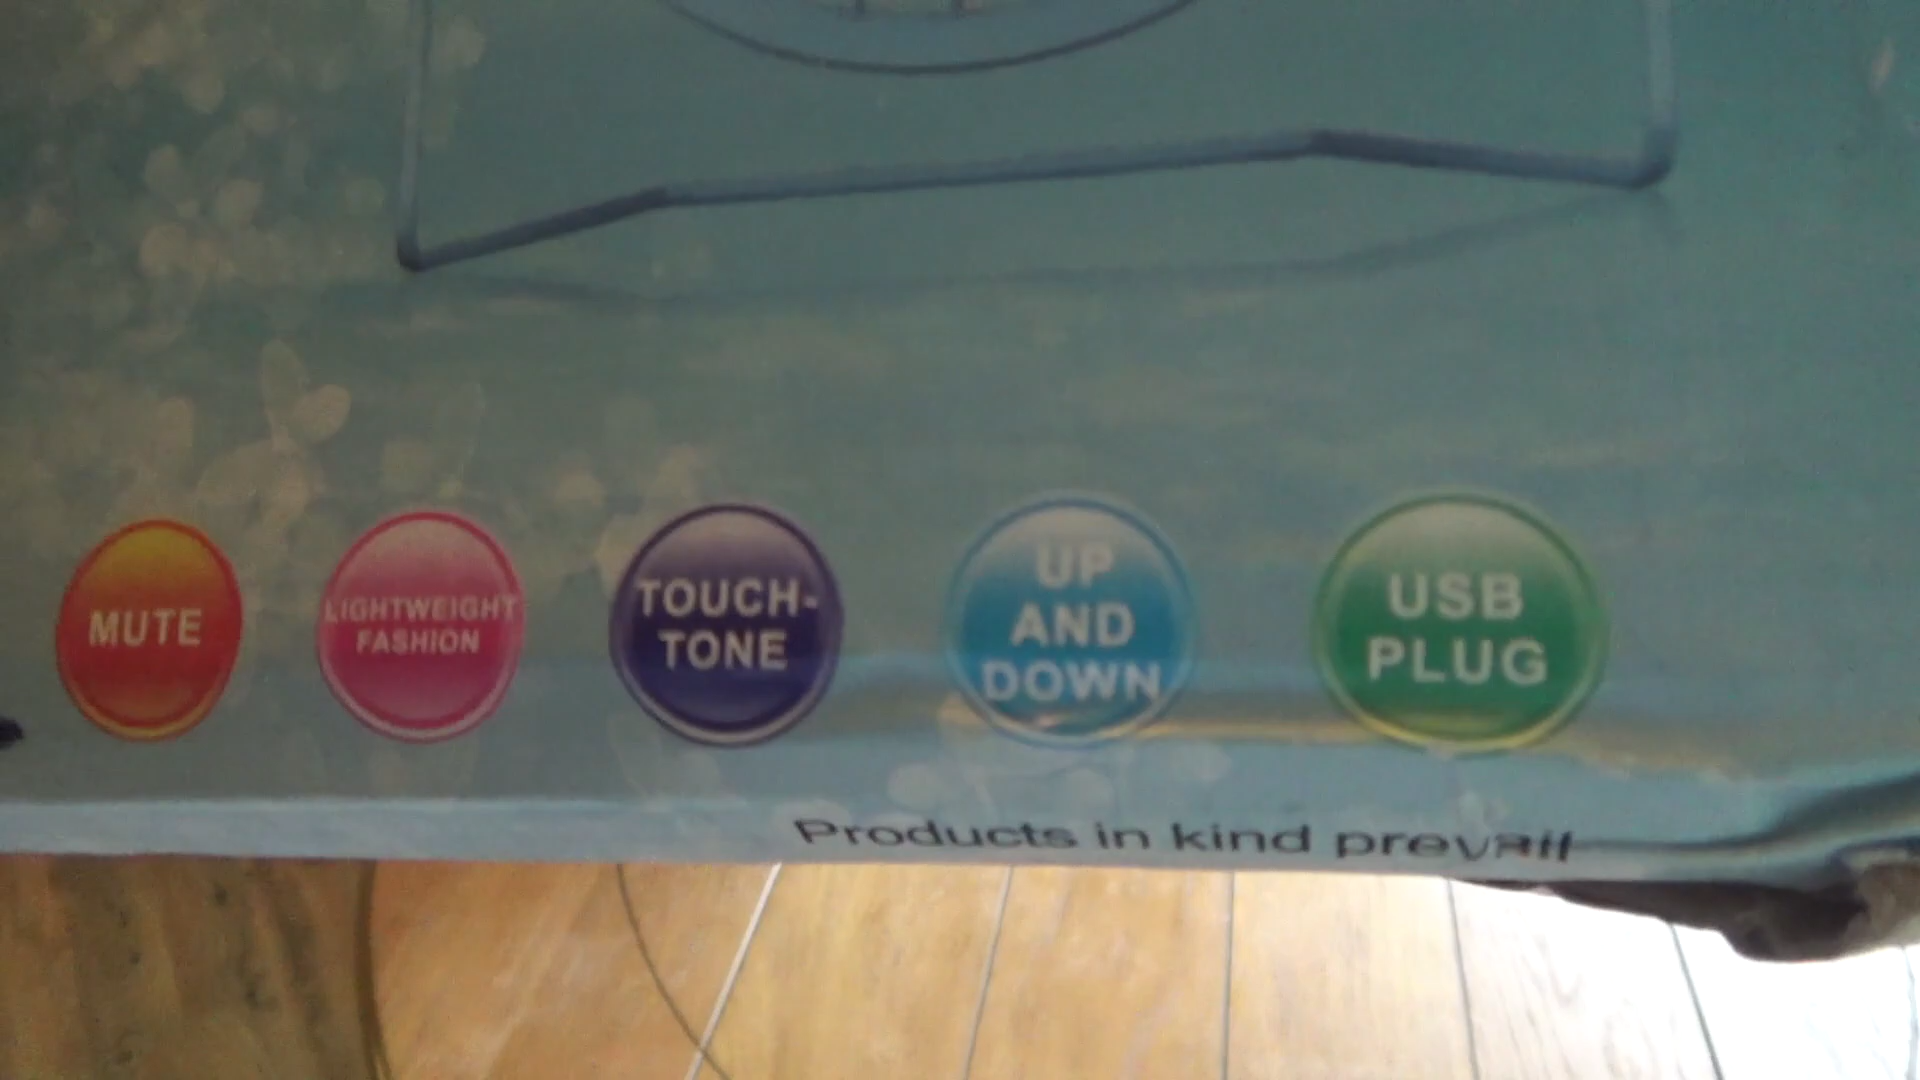 MUTE
LIGHTWEIGHT
FASHION
TOUCH-
TONE
UP
AND
DOWN
USB
PLUG
Products in kind prevail